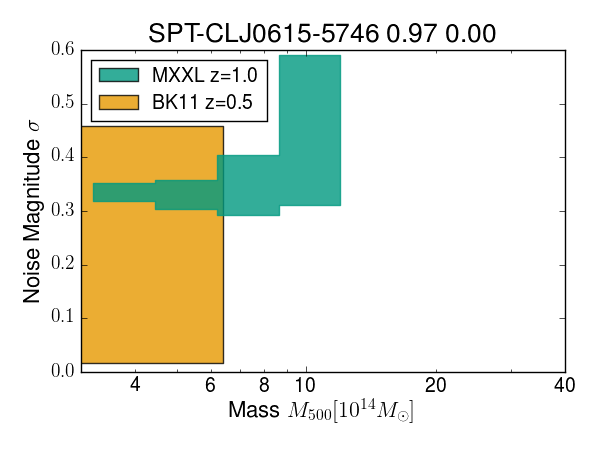 SPT-CLJ0615-5746 0.97 0.00
MXXL z=1.0
BK11 z=0.5
Noise Magnitude σ
0.6
0.5
0.4
0.3
0.2
0.1
0.0
4 6 8 10 20 40
Mass M_500[10^14 M_⊙]